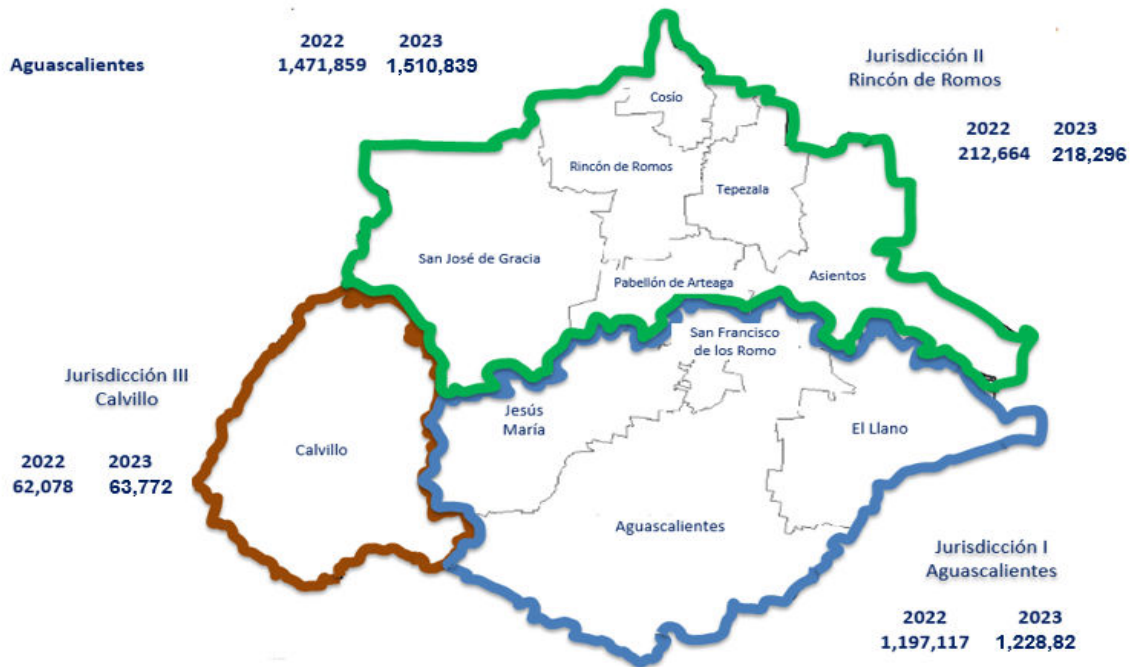 2022 2023
Aguascalientes 1,471,859 1,510,839
Jurisdicción II
Rincón de Romos
2022 2023
212,664 218,296
Cosío
Rincón de Romos
Tepezala
San José de Gracia
Pabellón de Arteaga
Asientos
San Francisco
de los Romo
Jurisdicción III
Calvillo
2022 2023
62,078 63,772
Calvillo
Jesús
María
El Llano
Aguascalientes
Jurisdicción I
Aguascalientes
2022 2023
1,197,117 1,228,82